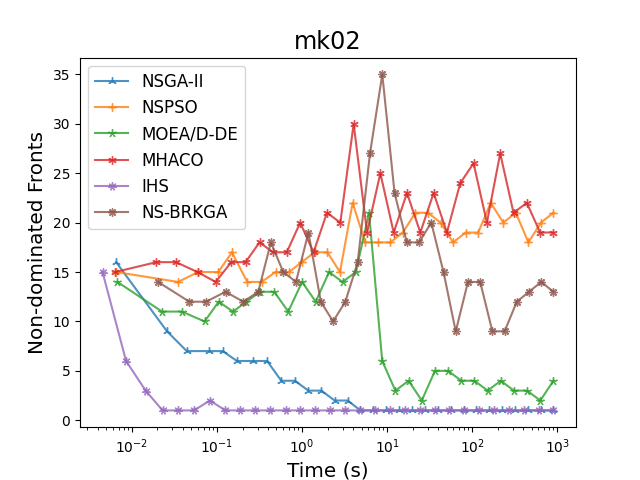 mk02
Non-dominated Fronts
35
30
25
20
15
10
5
0
NSGA-II
NSPSO
MOEA/D-DE
MHACO
IHS
NS-BRKGA
10⁻² 10⁻¹ 10⁰ 10¹ 10² 10³
Time (s)